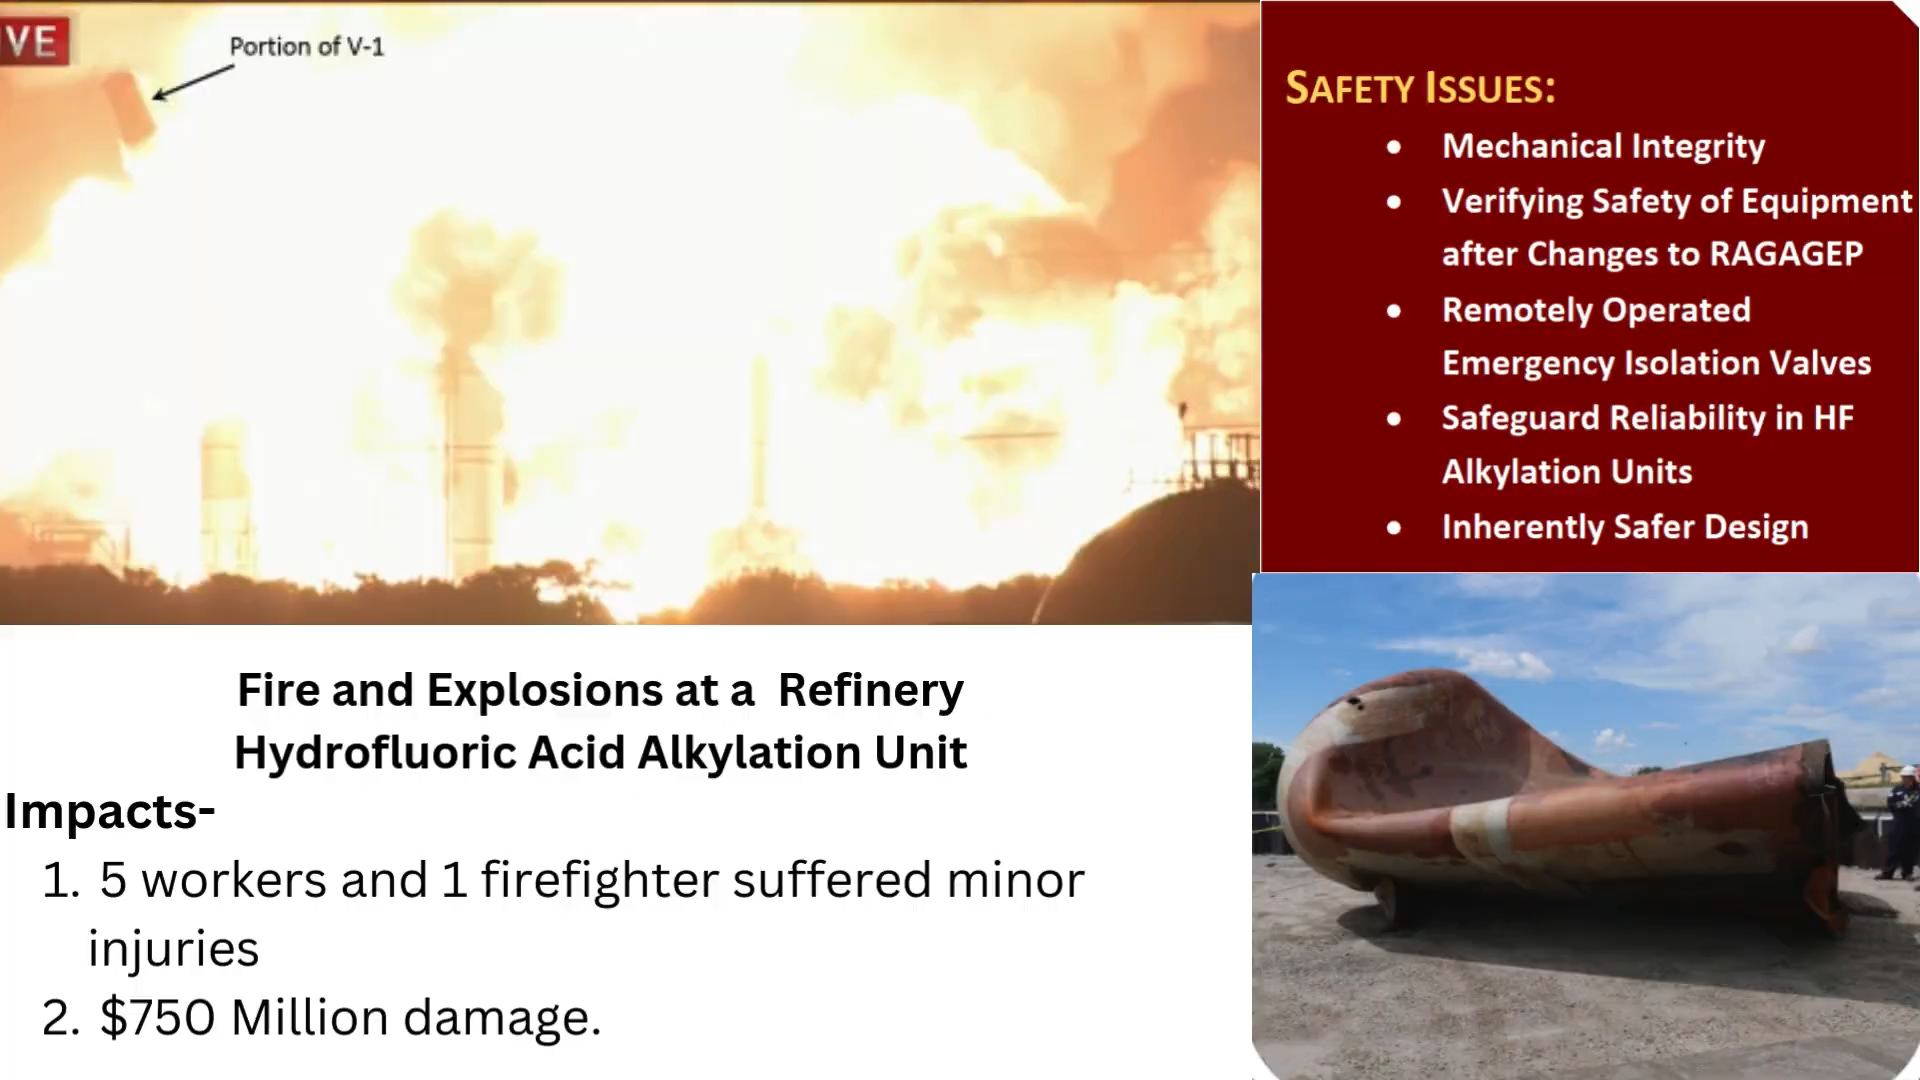 VE
Portion of V-1
SAFETY ISSUES:
• Mechanical Integrity
• Verifying Safety of Equipment
after Changes to RAGAGEP
• Remotely Operated
Emergency Isolation Valves
• Safeguard Reliability in HF
Alkylation Units
• Inherently Safer Design
Fire and Explosions at a Refinery
Hydrofluoric Acid Alkylation Unit
Impacts-
1. 5 workers and 1 firefighter suffered minor
injuries
2. $750 Million damage.